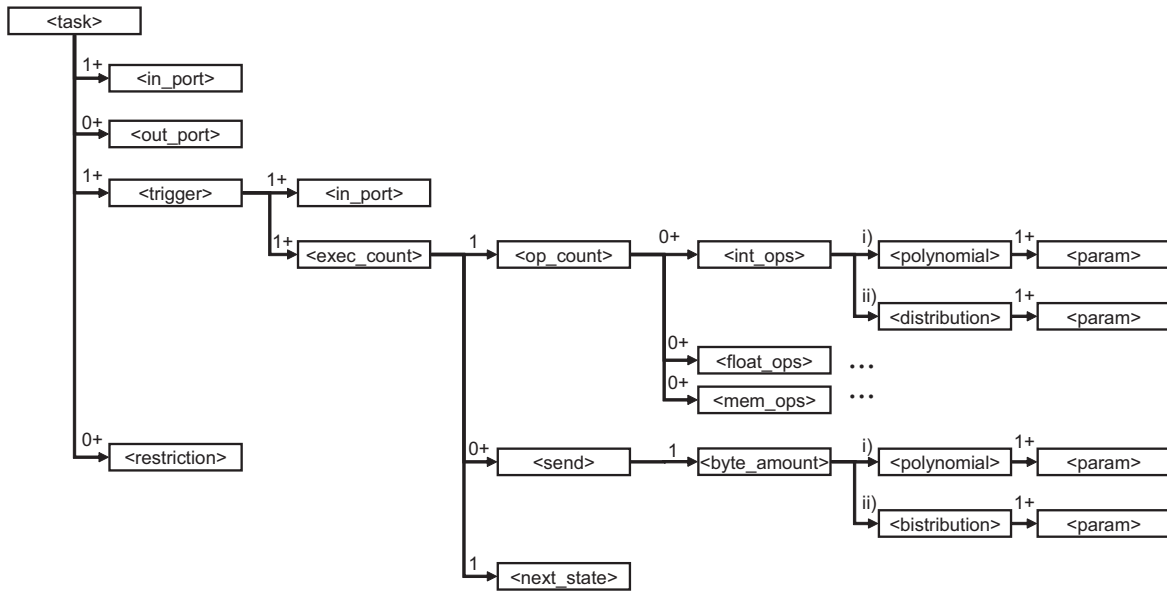 <task>
1+
<in_port>
0+
<out_port>
1+
<trigger>
1+
<in_port>
1+
<exec_count>
1
<op_count>
0+
<int_ops>
i)
<polynomial>
1+
<param>
ii)
<distribution>
1+
<param>
0+
<float_ops>
...
0+
<mem_ops>
...
0+
<restriction>
0+
<send>
1
<byte_amount>
i)
<polynomial>
1+
<param>
ii)
<bistribution>
1+
<param>
1
<next_state>